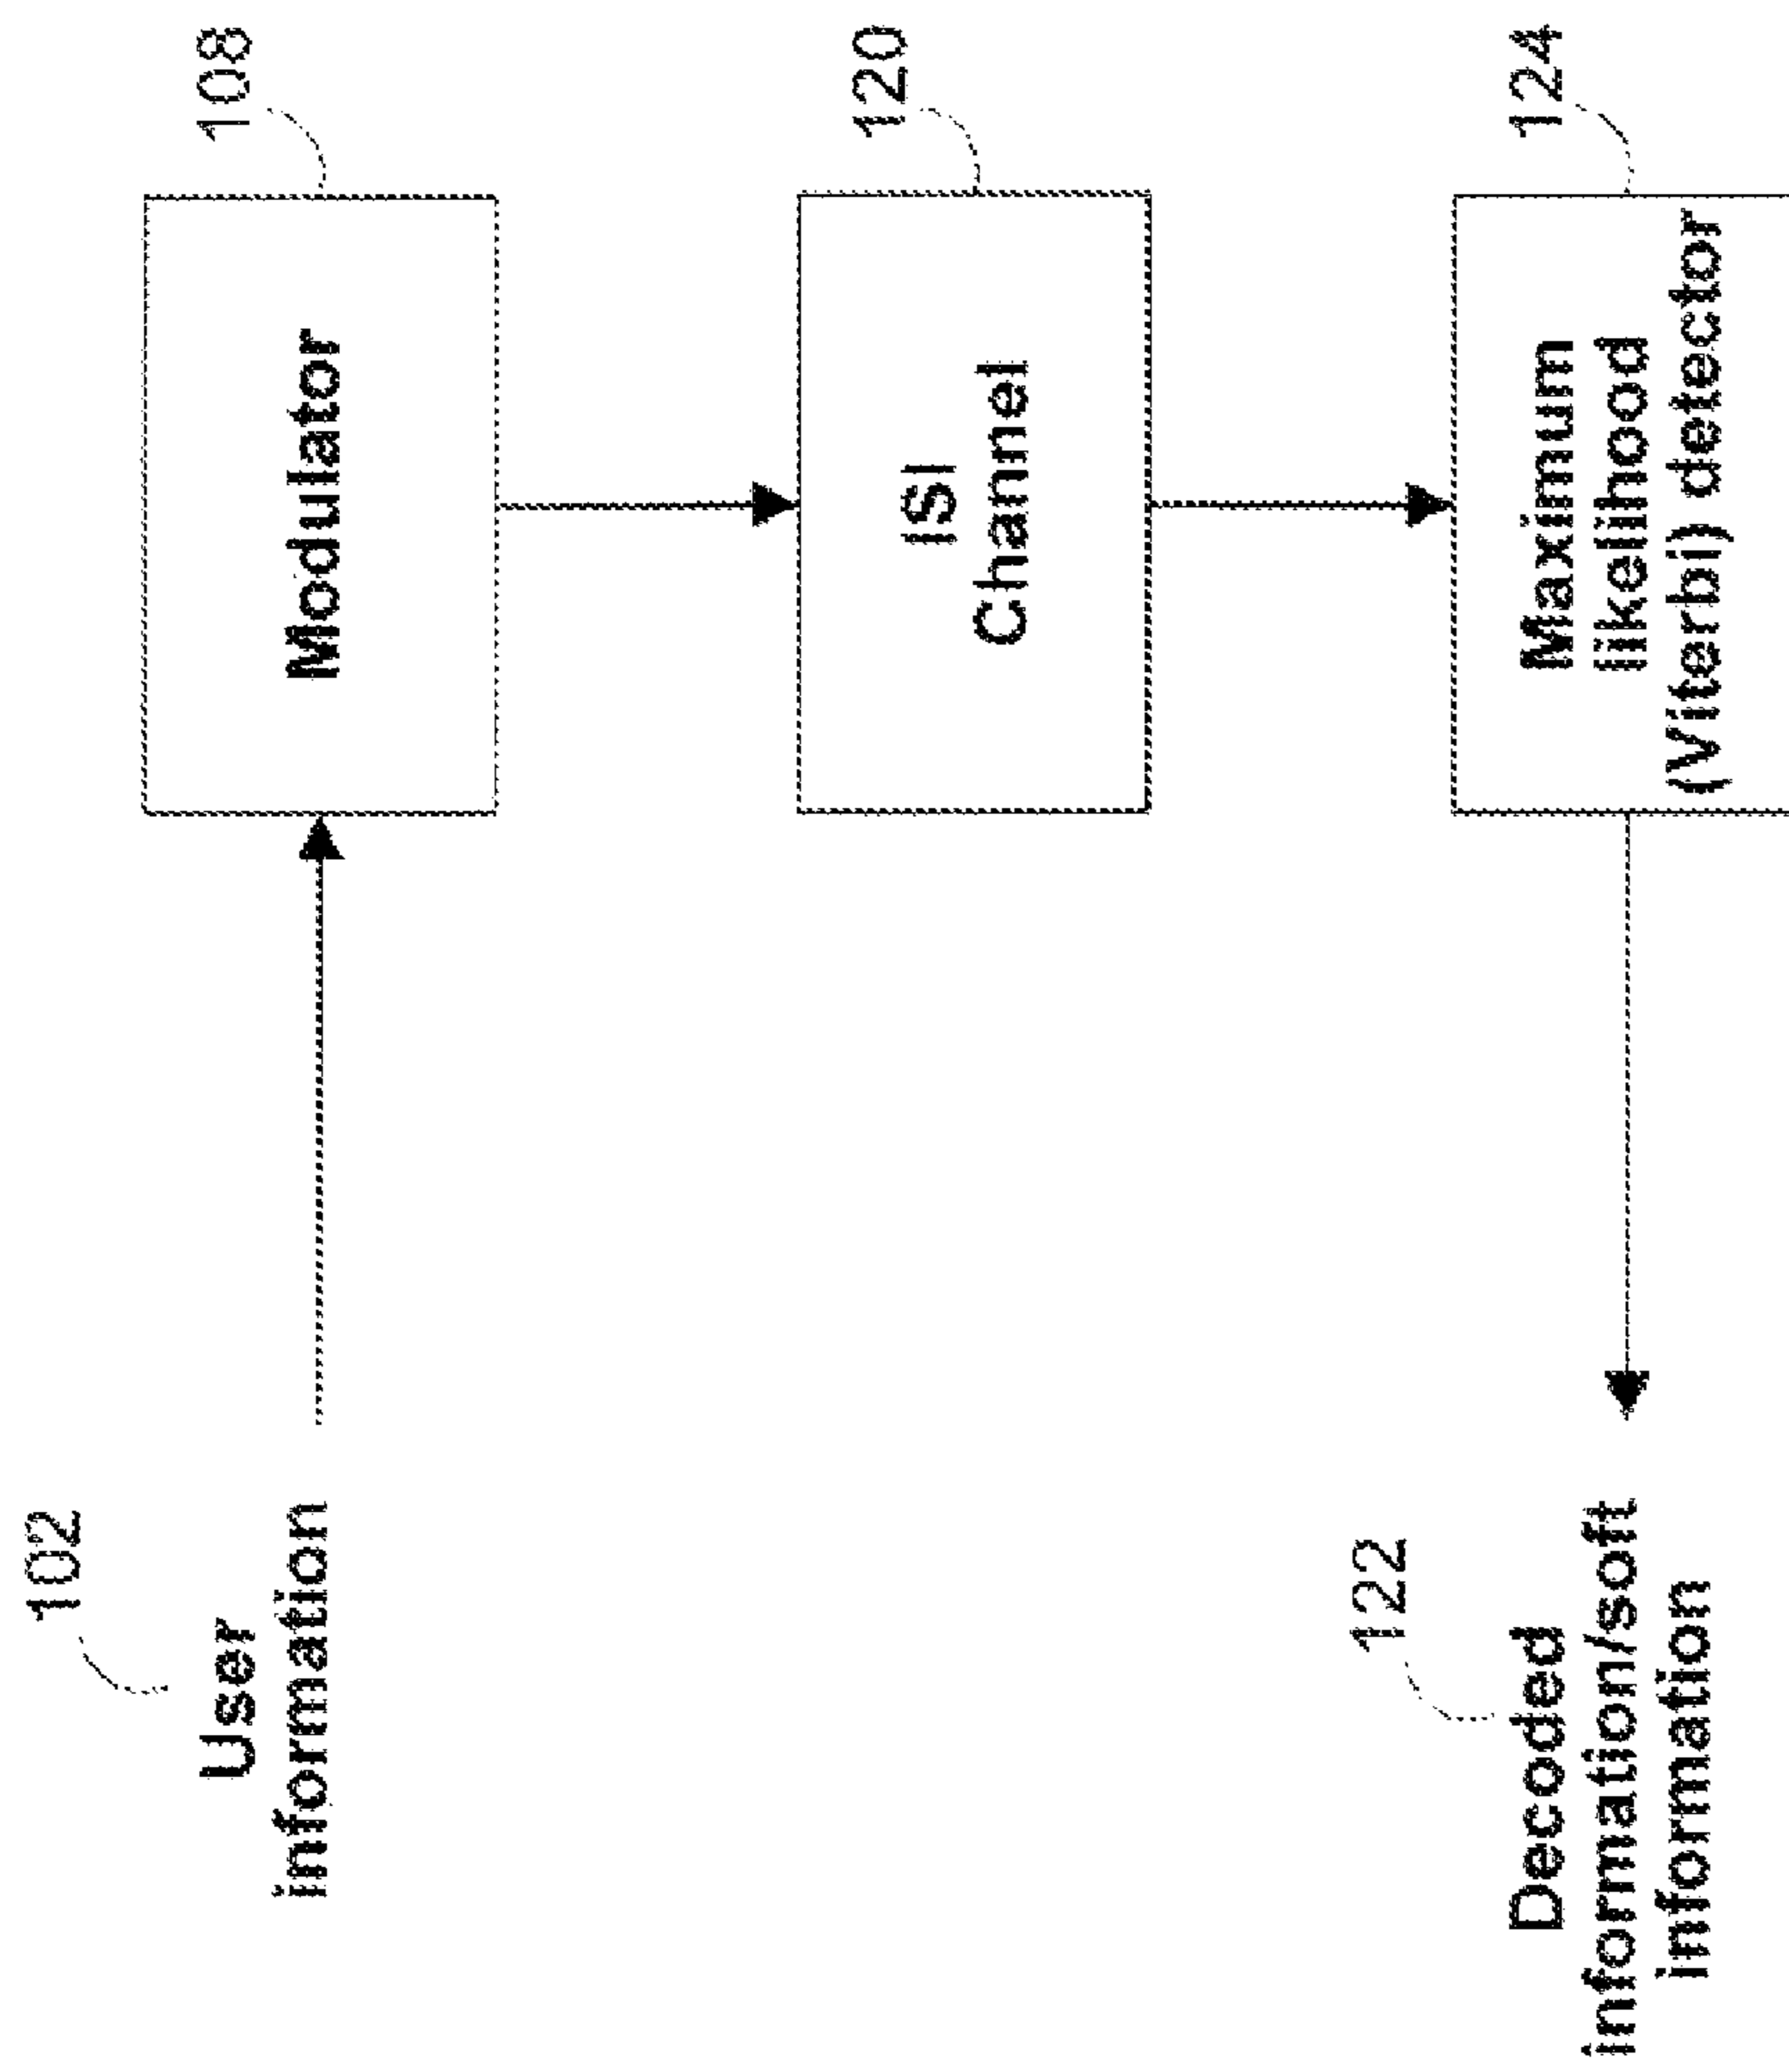 102
User
information
Modulator
108
ISI
Channel
120
122
Decoded
information/soft
information
Maximum
likelihood
(Viterbi) detector
124